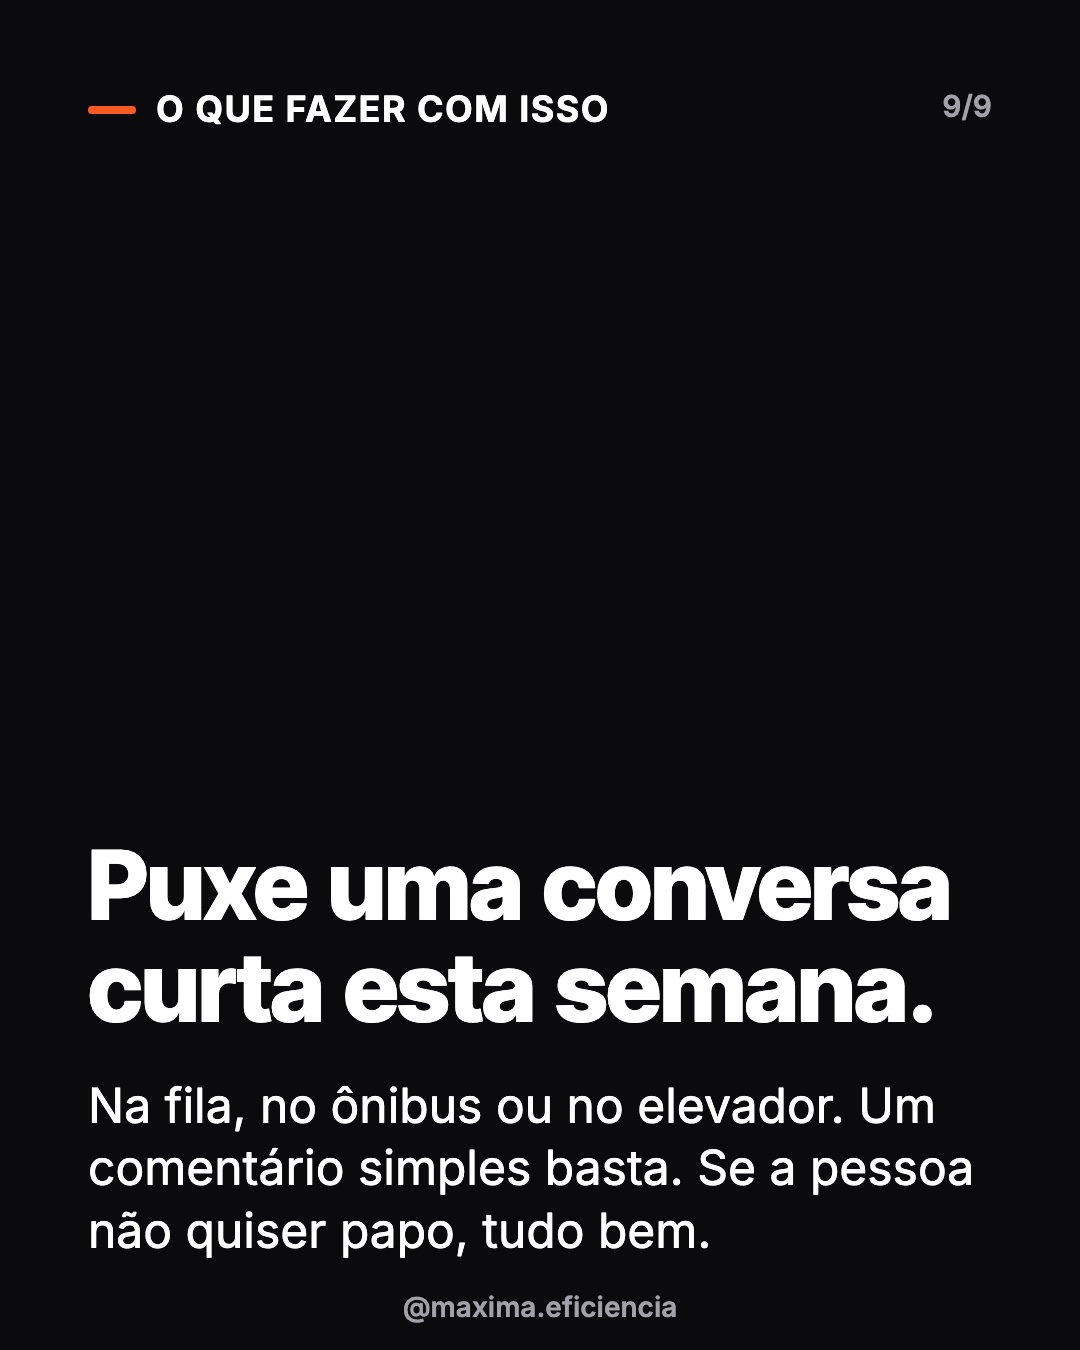 O QUE FAZER COM ISSO
9/9
Puxe uma conversa
curta esta semana.
Na fila, no ônibus ou no elevador. Um
comentário simples basta. Se a pessoa
não quiser papo, tudo bem.
@maxima.eficiencia